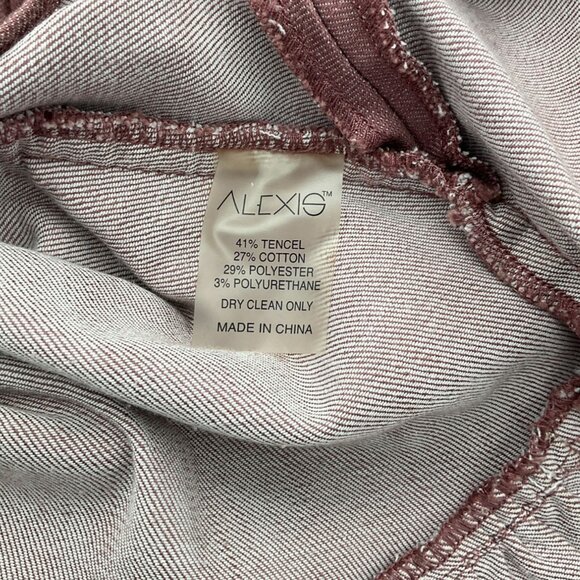 ALEXIS™
41% TENCEL
27% COTTON
29% POLYESTER
3% POLYURETHANE
DRY CLEAN ONLY
MADE IN CHINA